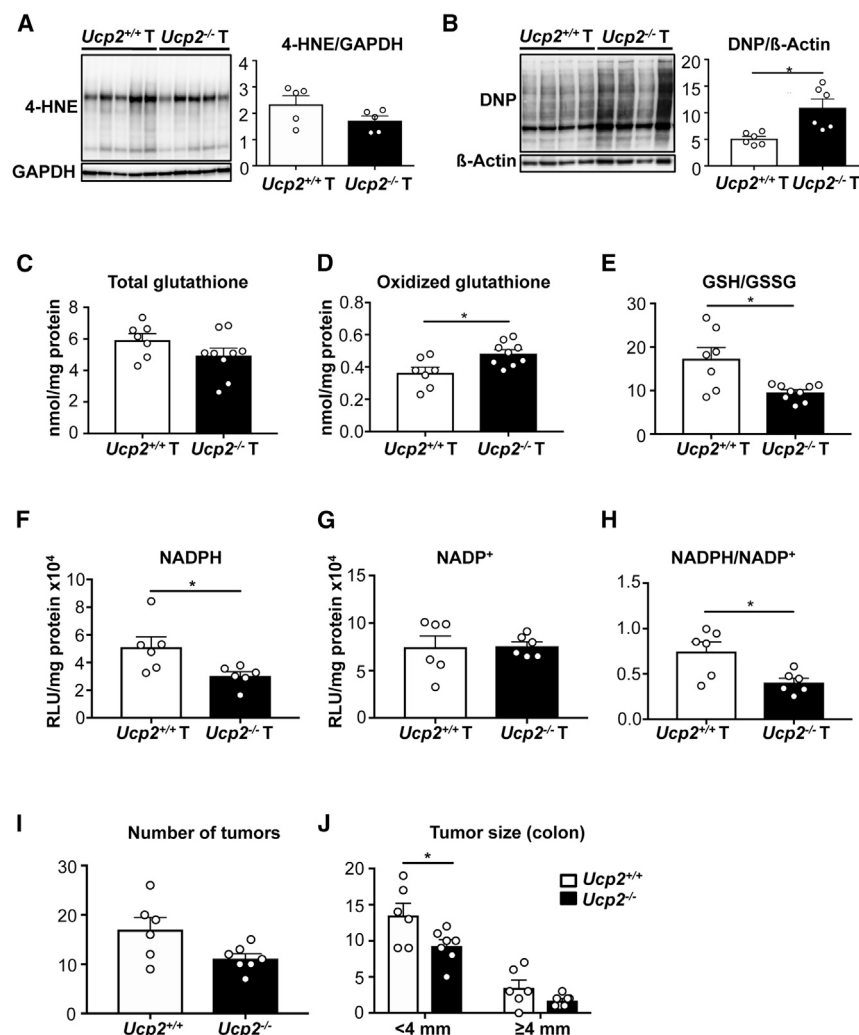 A
Ucp2+/+ T Ucp2-/- T
4-HNE
GAPDH
4-HNE/GAPDH
4
3
2
1
0
Ucp2+/+ T Ucp2-/- T
B
Ucp2+/+ T Ucp2-/- T
DNP
ß-Actin
DNP/ß-Actin
*
20
15
10
5
0
Ucp2+/+ T Ucp2-/- T
C
Total glutathione
nmol/mg protein
8
6
4
2
0
Ucp2+/+ T Ucp2-/- T
D
Oxidized glutathione
nmol/mg protein
*
0.8
0.6
0.4
0.2
0.0
Ucp2+/+ T Ucp2-/- T
E
GSH/GSSG
*
30
20
10
0
Ucp2+/+ T Ucp2-/- T
F
NADPH
RLU/mg protein x10⁴
*
10
8
6
4
2
0
Ucp2+/+ T Ucp2-/- T
G
NADP+
RLU/mg protein x10⁴
15
10
5
0
Ucp2+/+ T Ucp2-/- T
H
NADPH/NADP+
*
1.5
1.0
0.5
0.0
Ucp2+/+ T Ucp2-/- T
I
Number of tumors
30
20
10
0
Ucp2+/+ Ucp2-/-
J
Tumor size (colon)
*
20
15
10
5
0
<4 mm ≥4 mm
Ucp2+/+
Ucp2-/-